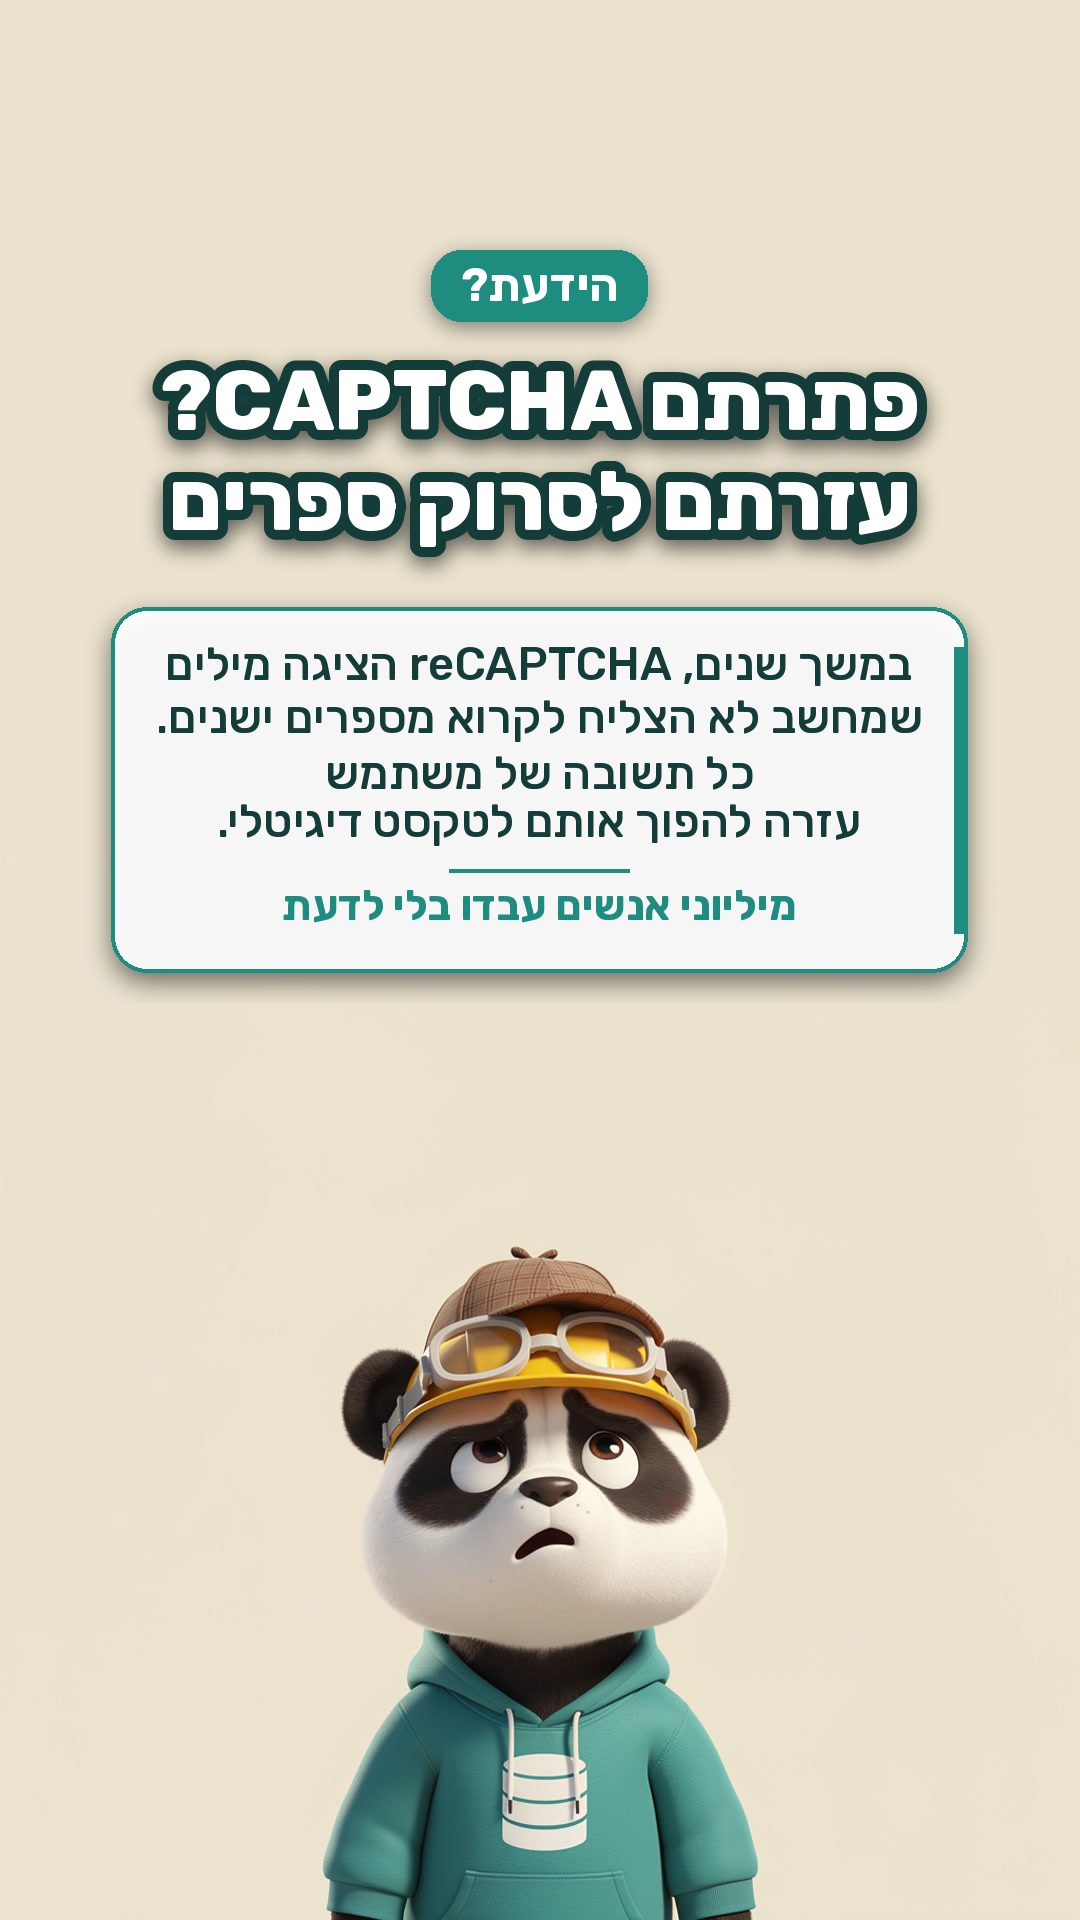 הידעת?
פתרתם CAPTCHA?
עזרתם לסרוק ספרים
במשך שנים, reCAPTCHA הציגה מילים
שמחשב לא הצליח לקרוא מספרים ישנים.
כל תשובה של משתמש
עזרה להפוך אותם לטקסט דיגיטלי.
מיליוני אנשים עבדו בלי לדעת